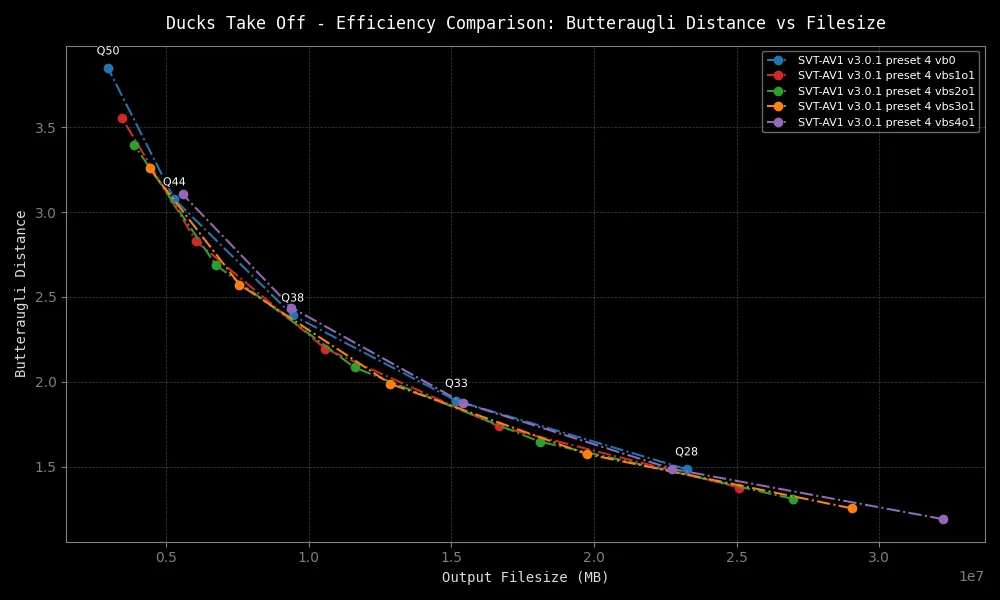 Ducks Take Off - Efficiency Comparison: Butteraugli Distance vs Filesize
SVT-AV1 v3.0.1 preset 4 vb0
SVT-AV1 v3.0.1 preset 4 vbs1o1
SVT-AV1 v3.0.1 preset 4 vbs2o1
SVT-AV1 v3.0.1 preset 4 vbs3o1
SVT-AV1 v3.0.1 preset 4 vbs4o1
Q50
Q44
Q38
Q33
Q28
Butteraugli Distance
3.5
3.0
2.5
2.0
1.5
0.5
1.0
1.5
2.0
2.5
3.0
1e7
Output Filesize (MB)